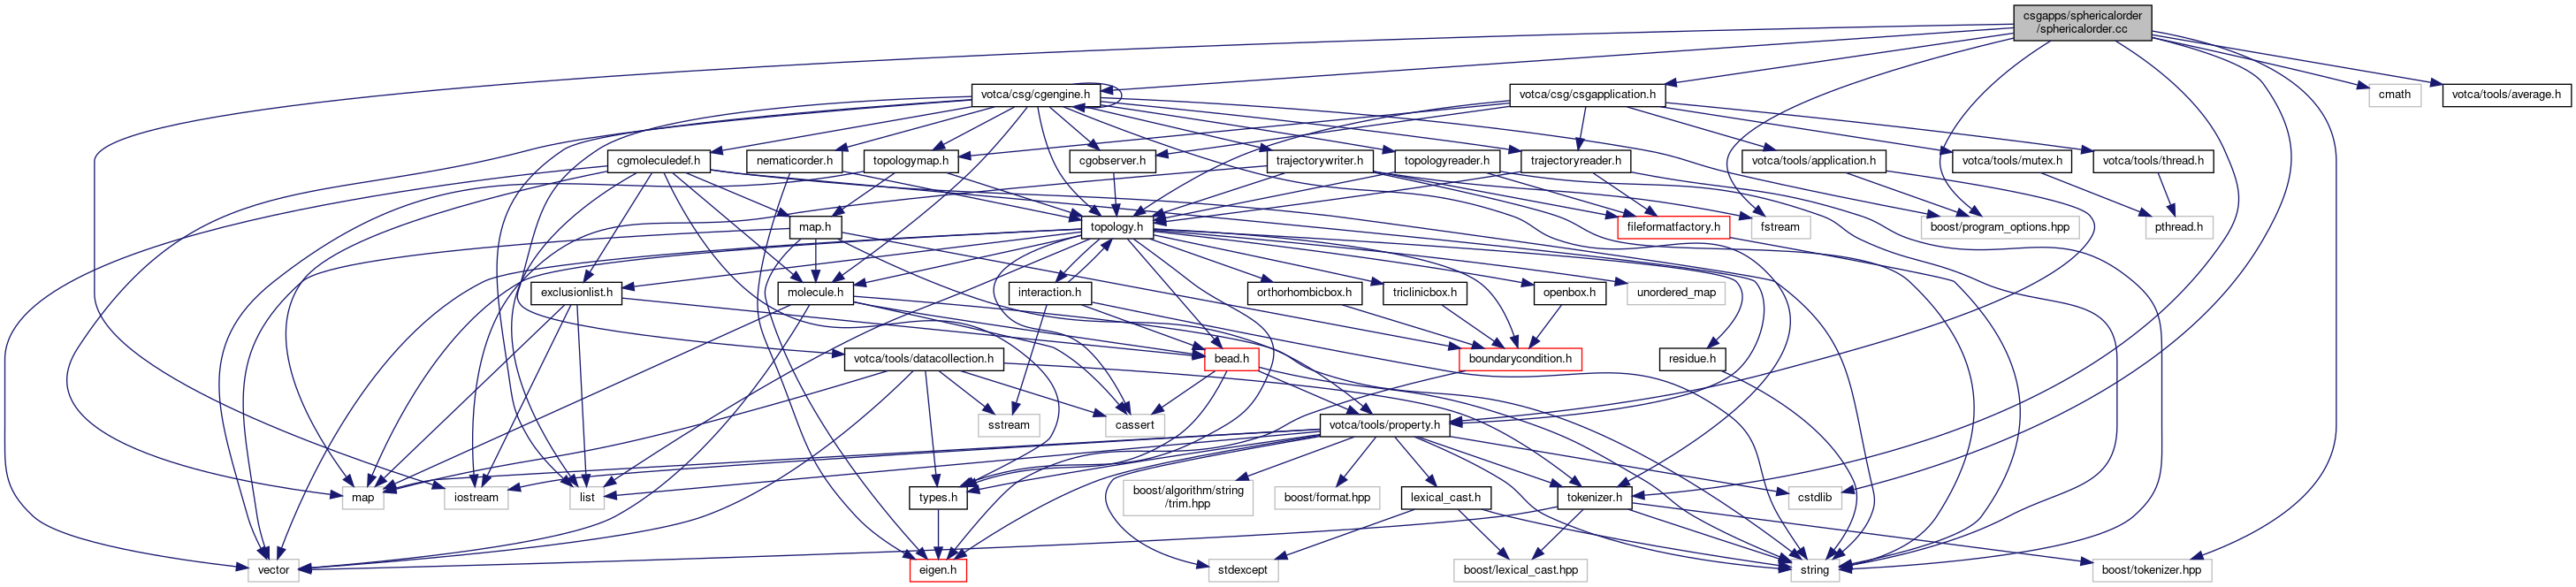 csgapps/sphericalorder
/sphericalorder.cc
votca/csg/cgengine.h
votca/csg/csgapplication.h
cmath
votca/tools/average.h
cgmoleculedef.h
nematicorder.h
topologymap.h
cgobserver.h
trajectorywriter.h
topologyreader.h
trajectoryreader.h
votca/tools/application.h
votca/tools/mutex.h
votca/tools/thread.h
map.h
topology.h
fileformatfactory.h
fstream
boost/program_options.hpp
pthread.h
exclusionlist.h
molecule.h
interaction.h
orthorhombicbox.h
triclinicbox.h
openbox.h
unordered_map
votca/tools/datacollection.h
bead.h
boundarycondition.h
residue.h
sstream
cassert
votca/tools/property.h
map
iostream
list
types.h
boost/algorithm/string
/trim.hpp
boost/format.hpp
lexical_cast.h
tokenizer.h
cstdlib
vector
eigen.h
stdexcept
boost/lexical_cast.hpp
string
boost/tokenizer.hpp